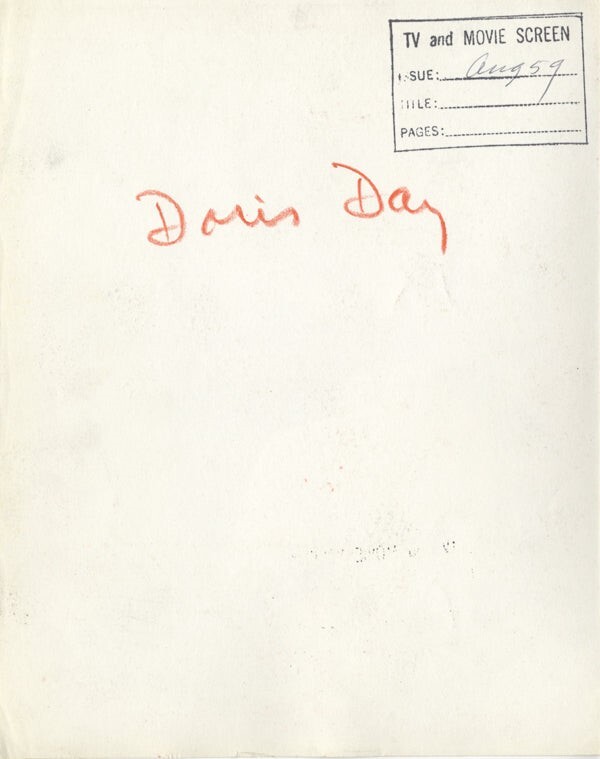 TV and MOVIE SCREEN
ISSUE: Aug 59
TITLE:
PAGES:
Doris Day